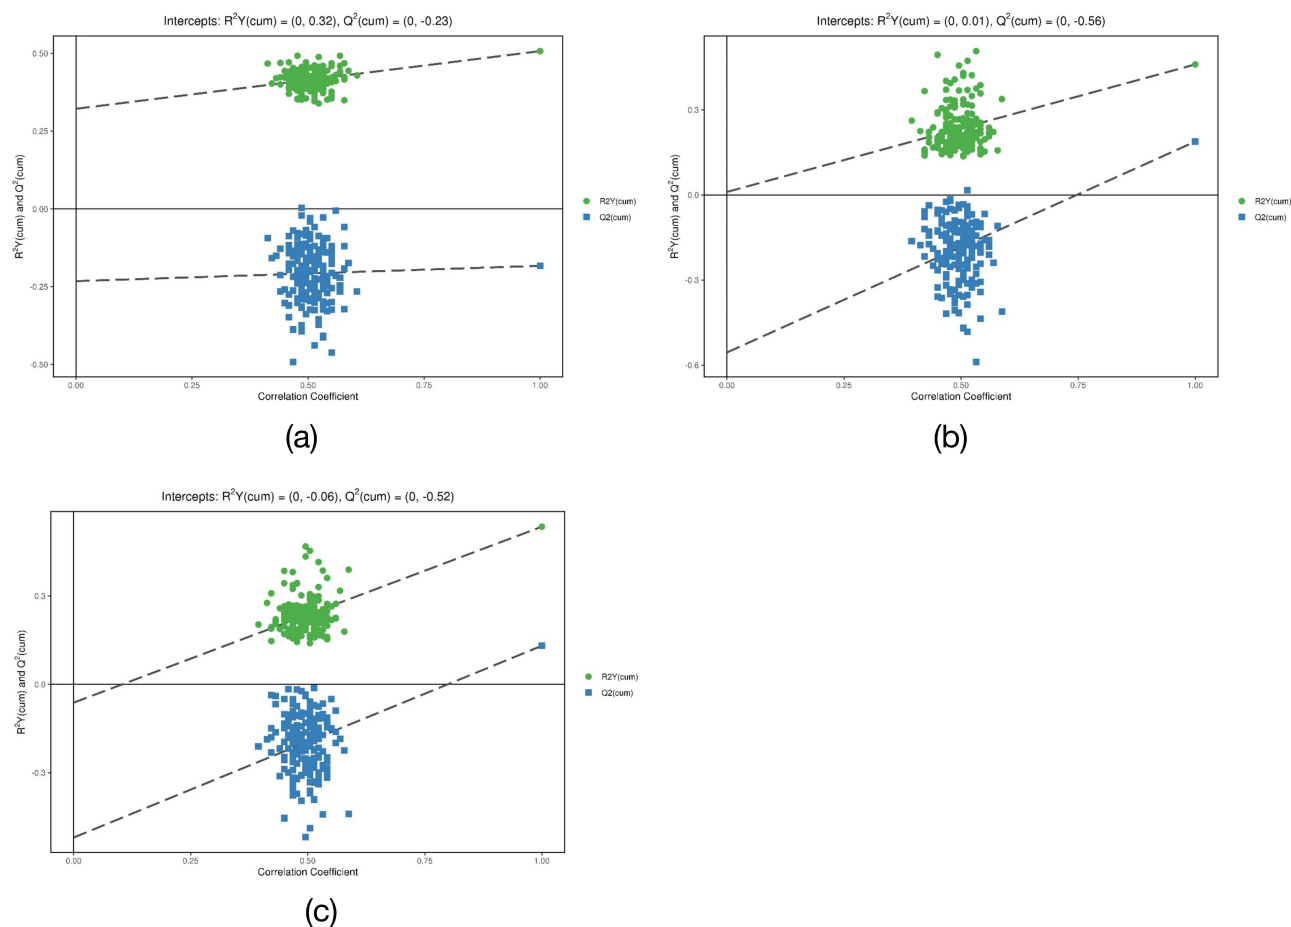 Intercepts: R²Y(cum) = (0, 0.32), Q²(cum) = (0, -0.23)
R²Y(cum) and Q²(cum)
0.50
0.25
0.00
-0.25
-0.50
0.00 0.25 0.50 0.75 1.00
Correlation Coefficient
R2Y(cum)
Q2(cum)
(a)
Intercepts: R²Y(cum) = (0, 0.01), Q²(cum) = (0, -0.56)
R²Y(cum) and Q²(cum)
0.3
0.0
-0.3
-0.6
0.00 0.25 0.50 0.75 1.00
Correlation Coefficient
R2Y(cum)
Q2(cum)
(b)
Intercepts: R²Y(cum) = (0, -0.06), Q²(cum) = (0, -0.52)
R²Y(cum) and Q²(cum)
0.3
0.0
-0.3
0.00 0.25 0.50 0.75 1.00
Correlation Coefficient
R2Y(cum)
Q2(cum)
(c)